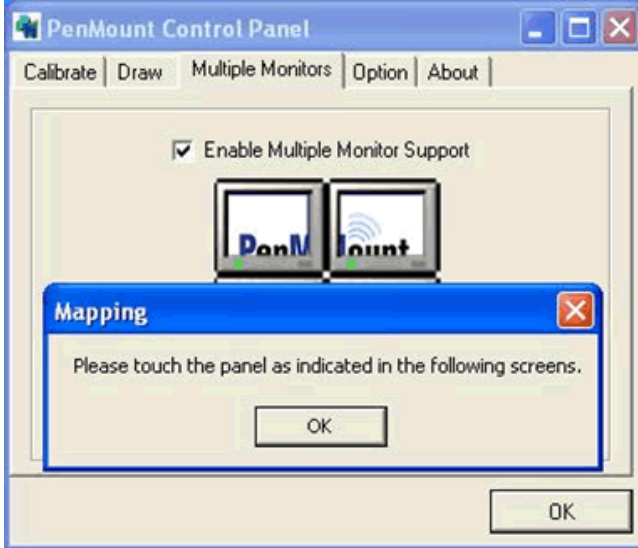 PenMount Control Panel
Calibrate Draw Multiple Monitors Option About
Enable Multiple Monitor Support
PenMount
Mapping
Please touch the panel as indicated in the following screens.
OK
OK